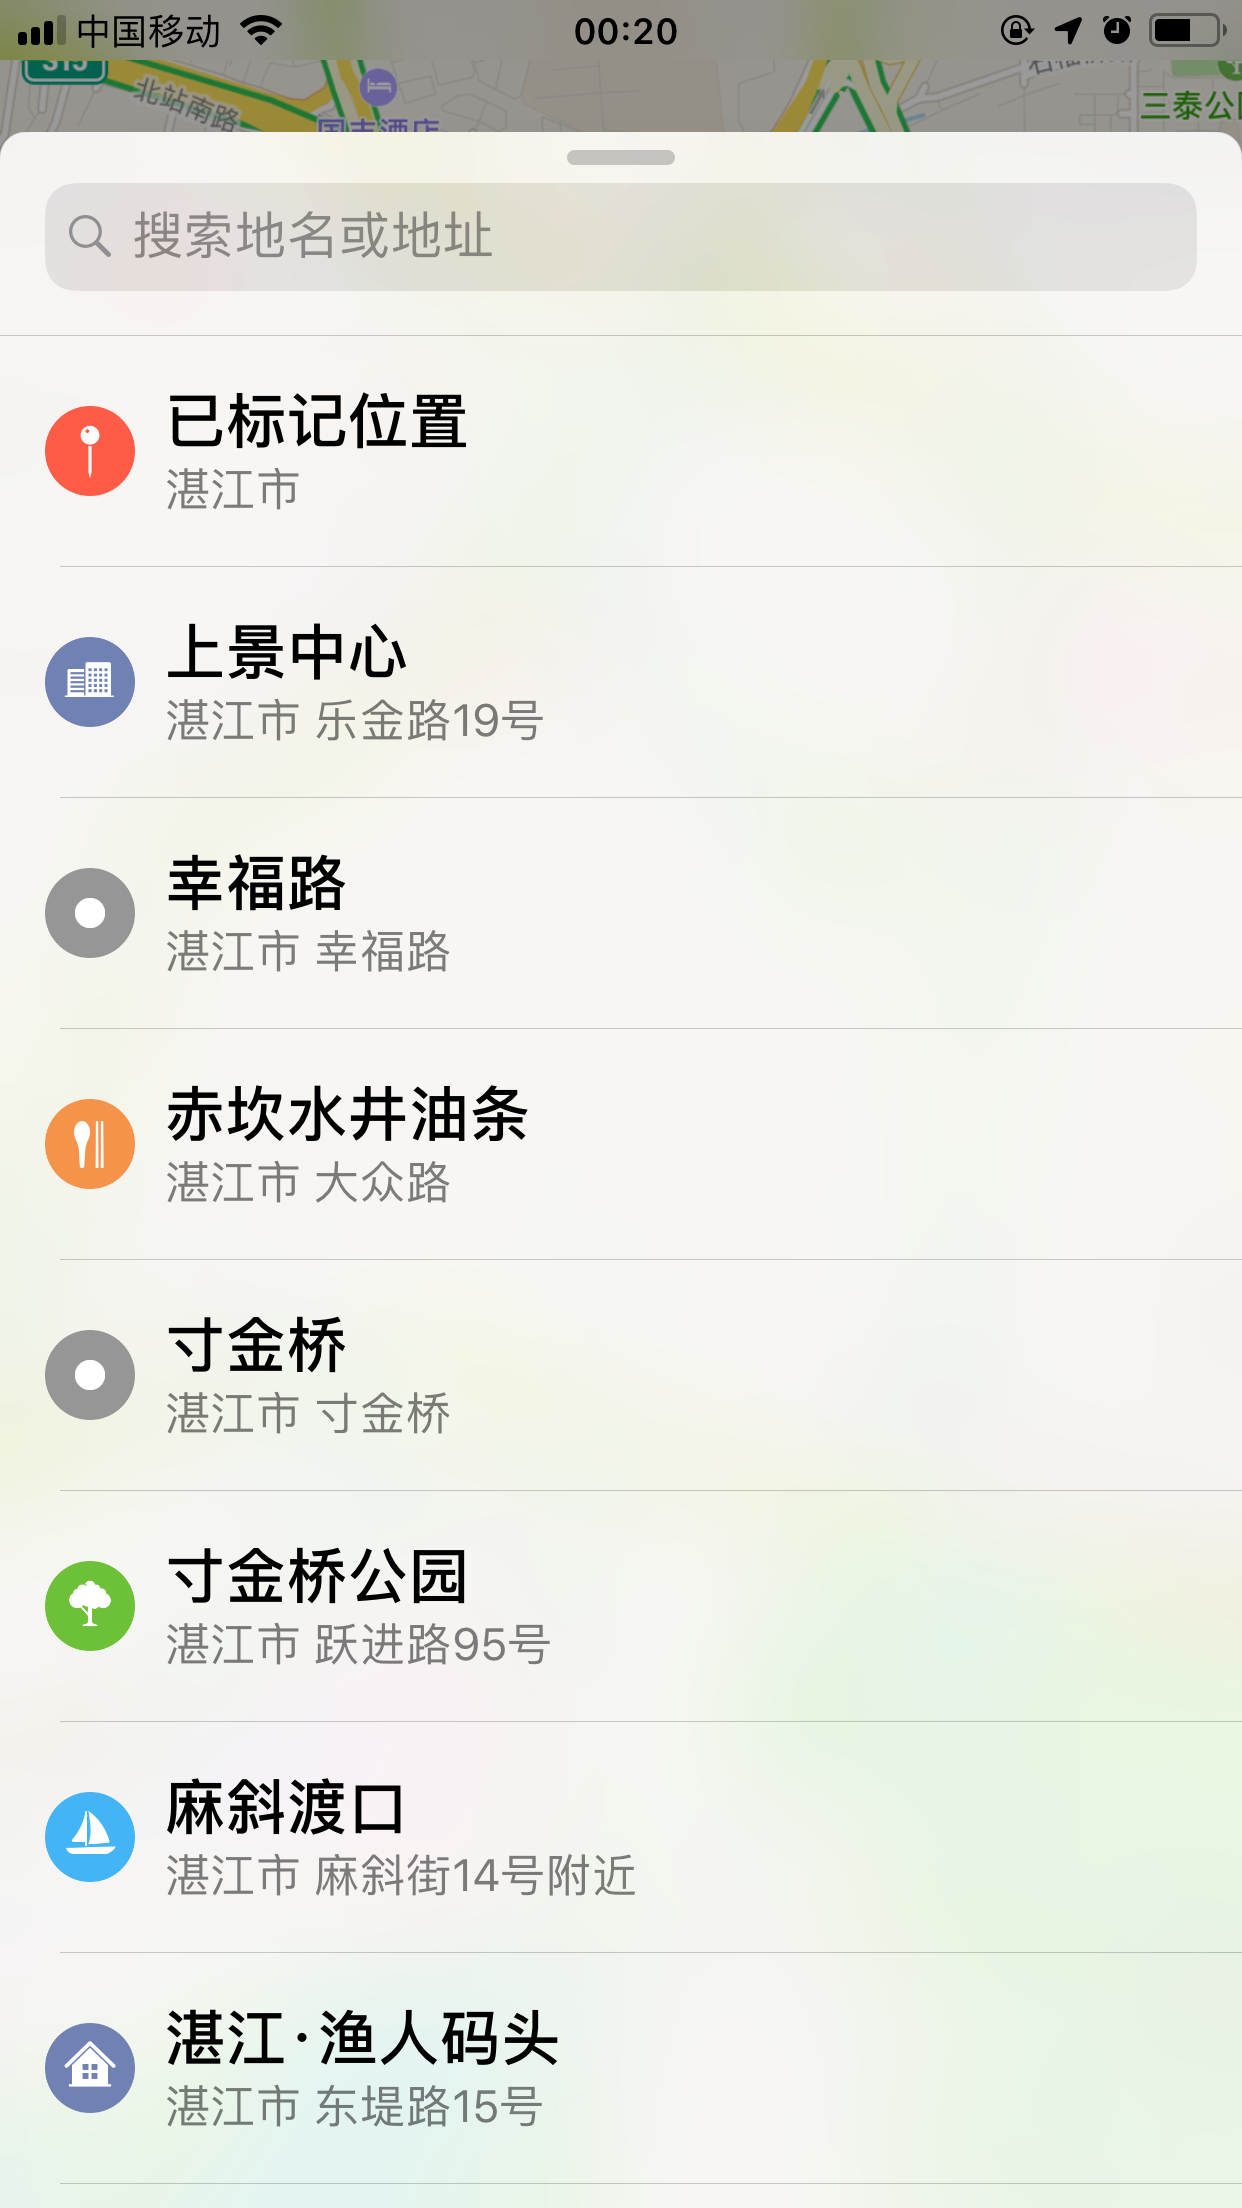 中国移动 00:20
315
北站南路
三泰公园
搜索地名或地址
已标记位置
湛江市
上景中心
湛江市 乐金路19号
幸福路
湛江市 幸福路
赤坎水井油条
湛江市 大众路
寸金桥
湛江市 寸金桥
寸金桥公园
湛江市 跃进路95号
麻斜渡口
湛江市 麻斜街14号附近
湛江·渔人码头
湛江市 东堤路15号